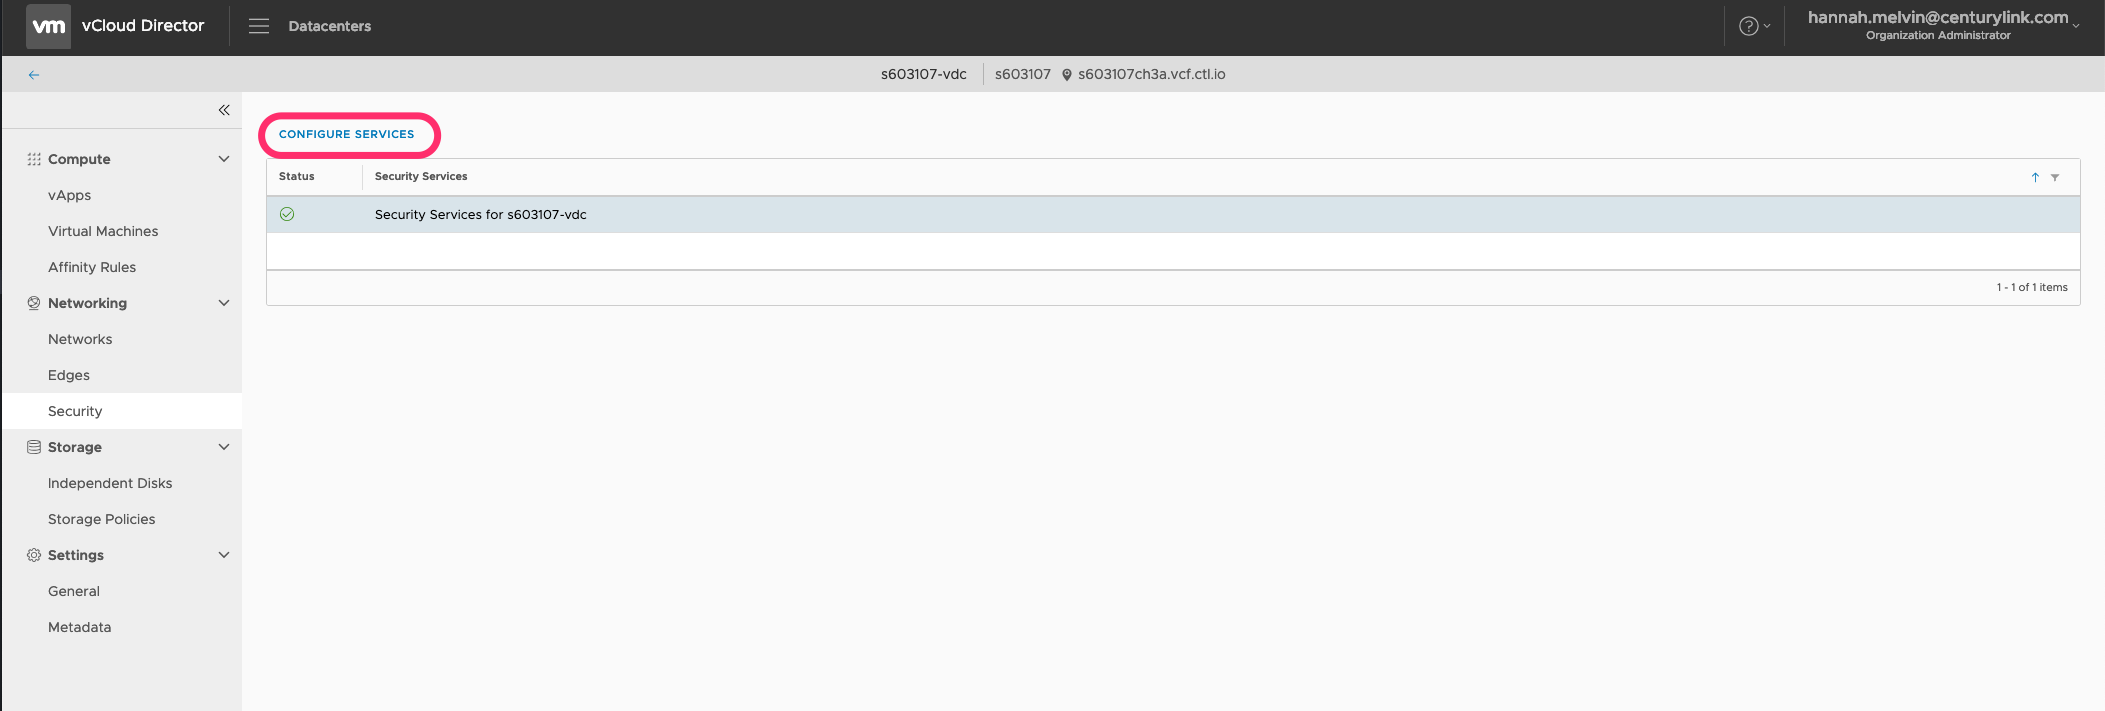 vm vCloud Director Datacenters ? hannah.melvin@centurylink.com
Organization Administrator
s603107-vdc s603107 s603107ch3a.vcf.ctl.io
Compute
vApps
Virtual Machines
Affinity Rules
Networking
Networks
Edges
Security
Storage
Independent Disks
Storage Policies
Settings
General
Metadata
CONFIGURE SERVICES
Status Security Services
Security Services for s603107-vdc
1 - 1 of 1 items